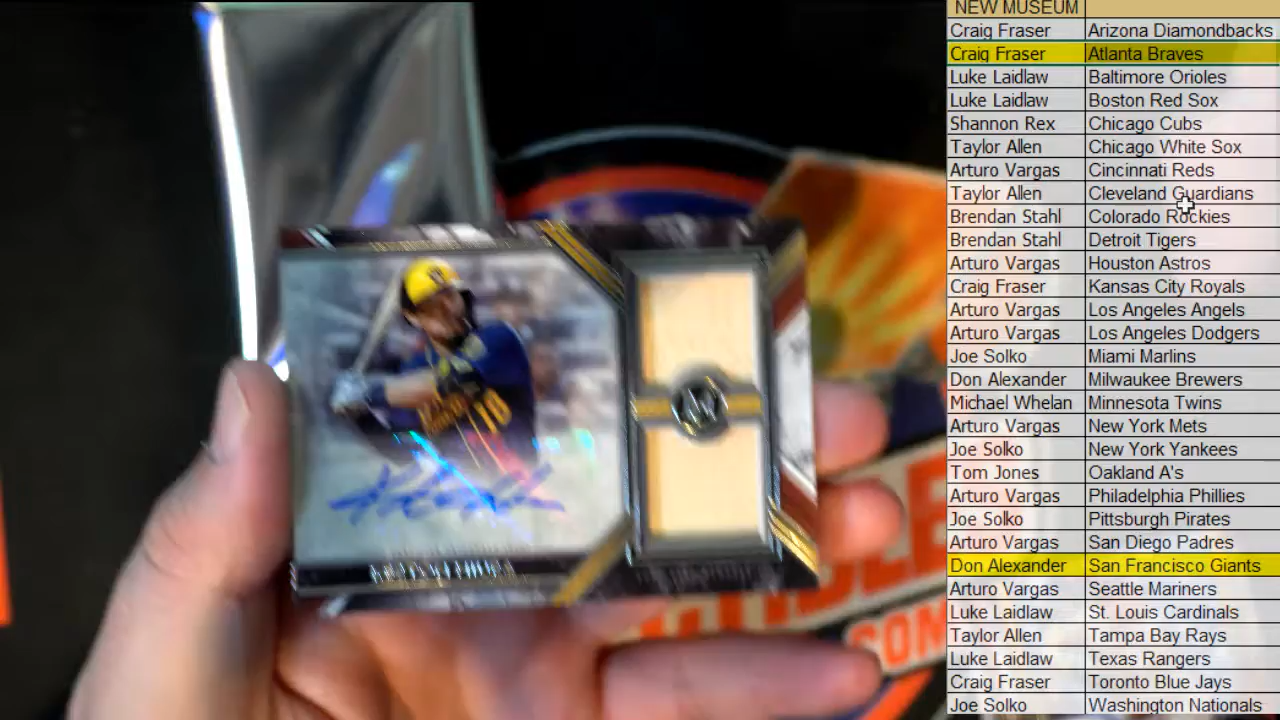 NEW MUSEUM
Craig Fraser Arizona Diamondbacks
Craig Fraser Atlanta Braves
Luke Laidlaw Baltimore Orioles
Luke Laidlaw Boston Red Sox
Shannon Rex Chicago Cubs
Taylor Allen Chicago White Sox
Arturo Vargas Cincinnati Reds
Taylor Allen Cleveland Guardians
Brendan Stahl Colorado Rockies
Brendan Stahl Detroit Tigers
Arturo Vargas Houston Astros
Craig Fraser Kansas City Royals
Arturo Vargas Los Angeles Angels
Arturo Vargas Los Angeles Dodgers
Joe Solko Miami Marlins
Don Alexander Milwaukee Brewers
Michael Whelan Minnesota Twins
Arturo Vargas New York Mets
Joe Solko New York Yankees
Tom Jones Oakland A's
Arturo Vargas Philadelphia Phillies
Joe Solko Pittsburgh Pirates
Arturo Vargas San Diego Padres
Don Alexander San Francisco Giants
Arturo Vargas Seattle Mariners
Luke Laidlaw St. Louis Cardinals
Taylor Allen Tampa Bay Rays
Luke Laidlaw Texas Rangers
Craig Fraser Toronto Blue Jays
Joe Solko Washington Nationals
10